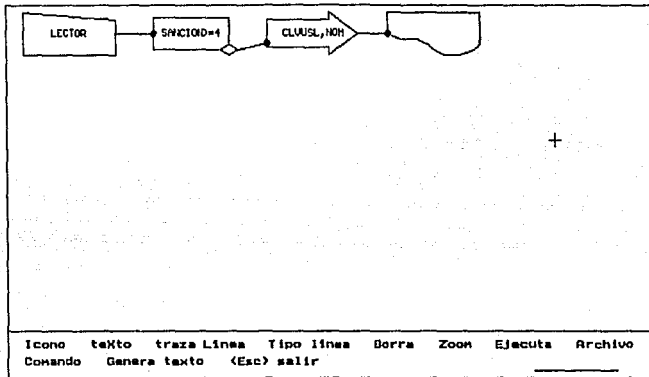 LECTOR
SANCIOND=4
CLVUSL,NOM
Icono teXto traza Linea Tipo linea Borra Zoom Ejecuta Archivo
Comando Genera texto <Esc> salir